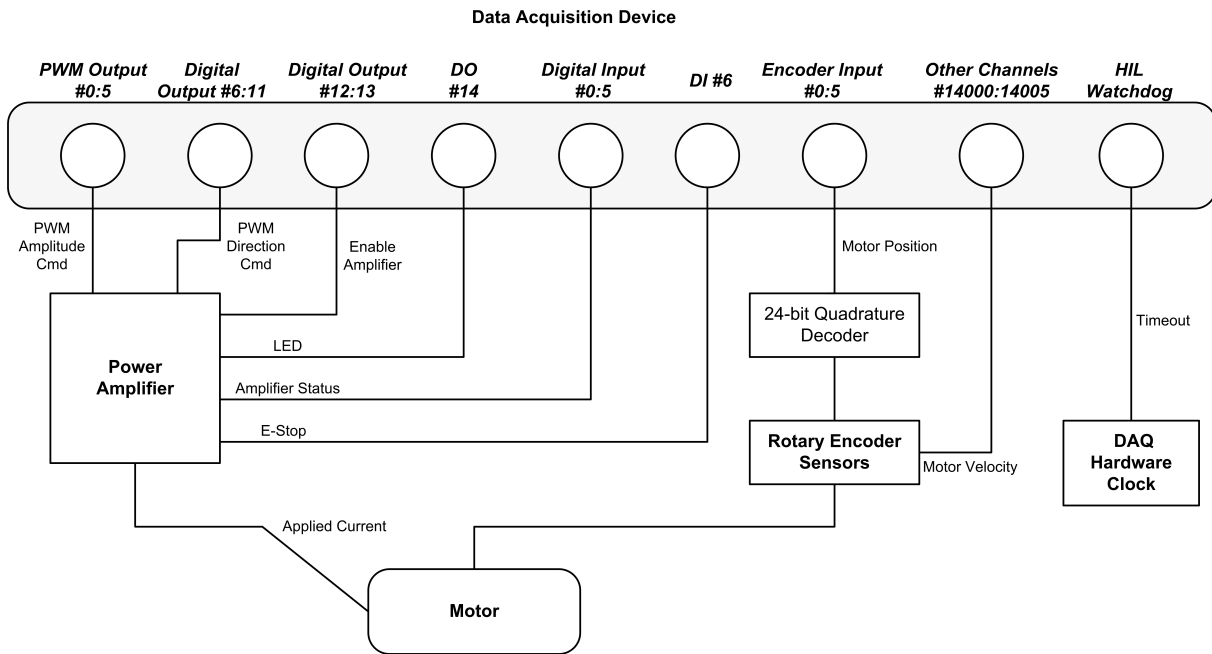 Data Acquisition Device
PWM Output
#0:5
Digital
Output #6:11
Digital Output
#12:13
DO
#14
Digital Input
#0:5
DI #6
Encoder Input
#0:5
Other Channels
#14000:14005
HIL
Watchdog
PWM
Amplitude
Cmd
PWM
Direction
Cmd
Enable
Amplifier
Motor Position
24-bit Quadrature
Decoder
Timeout
LED
Power
Amplifier
Amplifier Status
E-Stop
Rotary Encoder
Sensors
Motor Velocity
DAQ
Hardware
Clock
Applied Current
Motor